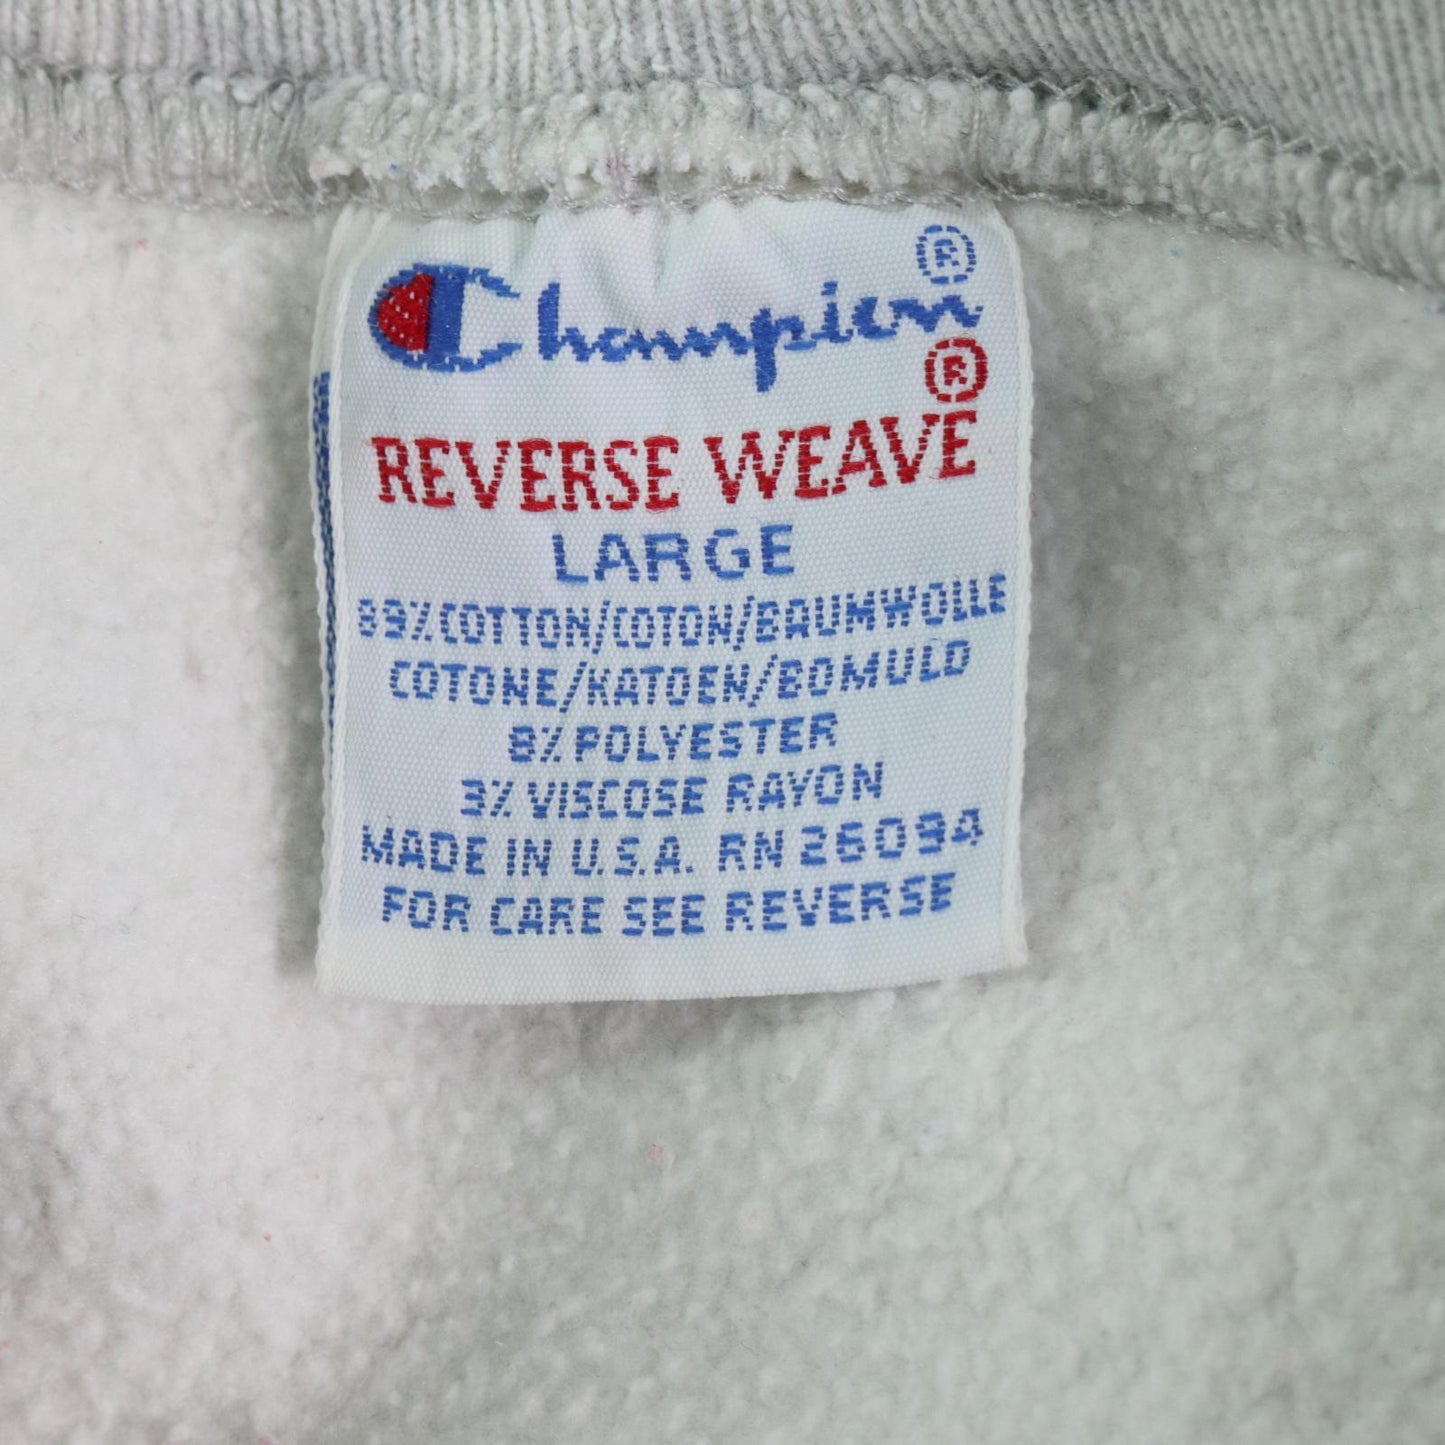 Champion®
REVERSE WEAVE®
LARGE
89% COTTON/COTON/BAUMWOLLE
COTONE/KATOEN/BOMULD
8% POLYESTER
3% VISCOSE RAYON
MADE IN U.S.A. RN 26094
FOR CARE SEE REVERSE